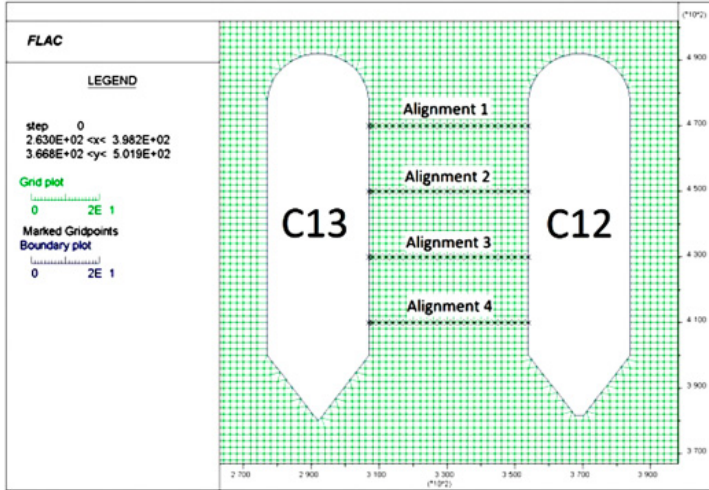 FLAC
LEGEND
step 0
2.630E+02 <x< 3.982E+02
3.668E+02 <y< 5.019E+02
Grid plot
0 2E 1
Marked Gridpoints
Boundary plot
0 2E 1
C13
C12
Alignment 1
Alignment 2
Alignment 3
Alignment 4
(*10^2)
4 900
4 700
4 500
4 300
4 100
3 900
3 700
2 700 2 900 3 100 3 300 3 500 3 700 3 900
(*10^2)